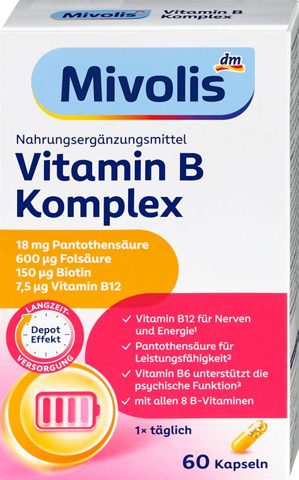 dm
Mivolis
Nahrungsergänzungsmittel
Vitamin B
Komplex
18 mg Pantothensäure
600 µg Folsäure
150 µg Biotin
7,5 µg Vitamin B12
LANGZEIT-
Depot
Effekt
VERSORGUNG
✓ Vitamin B12 für Nerven
und Energie¹
✓ Pantothensäure für
Leistungsfähigkeit²
✓ Vitamin B6 unterstützt die
psychische Funktion³
✓ mit allen 8 B-Vitaminen
1x täglich
60 Kapseln
Mivolis
Vitamin B
Komplex